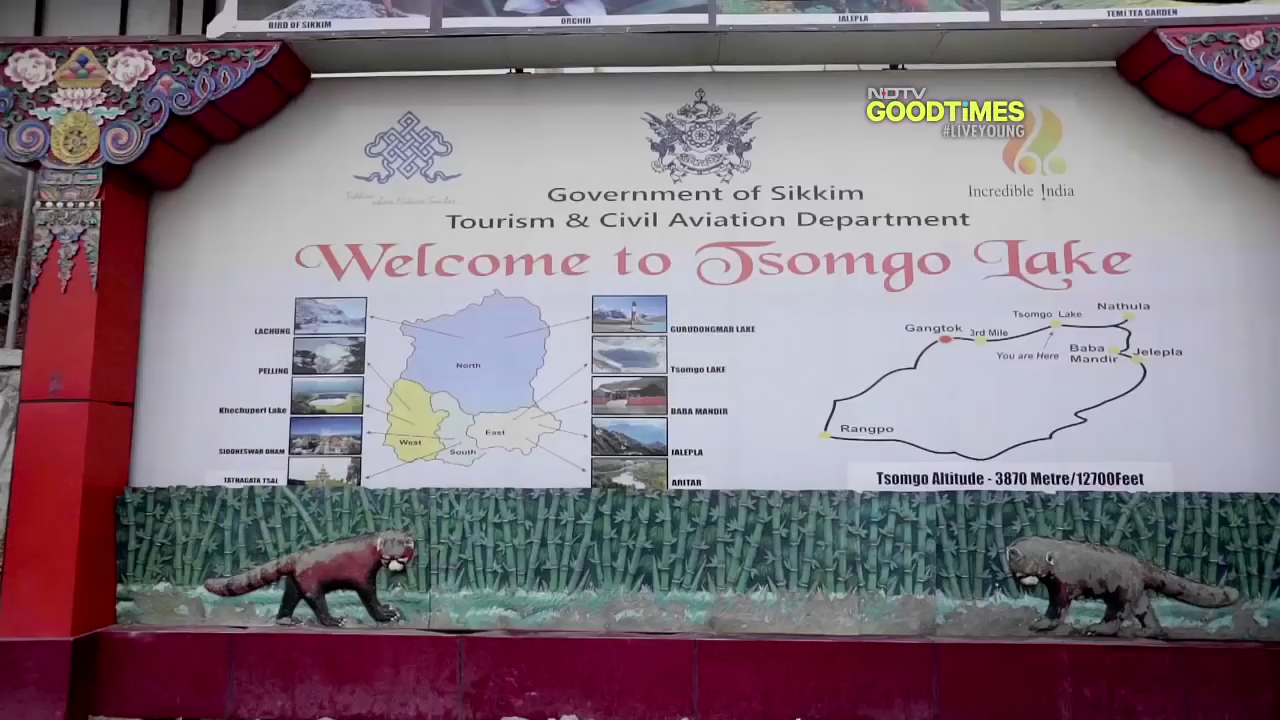 BIRD OF SIKKIM
ORCHID
JALEPLA
TEMI TEA GARDEN
NDTV
GOODTiMES
#LIVEYOUNG
Incredible !ndia
Government of Sikkim
Tourism & Civil Aviation Department
Welcome to Tsomgo Lake
LACHUNG
PELLING
Khechuperi Lake
SIDDHESWAR DHAM
TATHAGATA TSAL
North
West
South
East
GURUDONGMAR LAKE
Tsomgo LAKE
BABA MANDIR
JALEPLA
ARITAR
Nathula
Tsomgo Lake
Gangtok
3rd Mile
You are Here
Baba
Mandir
Jelepla
Rangpo
Tsomgo Altitude - 3870 Metre/12700Feet